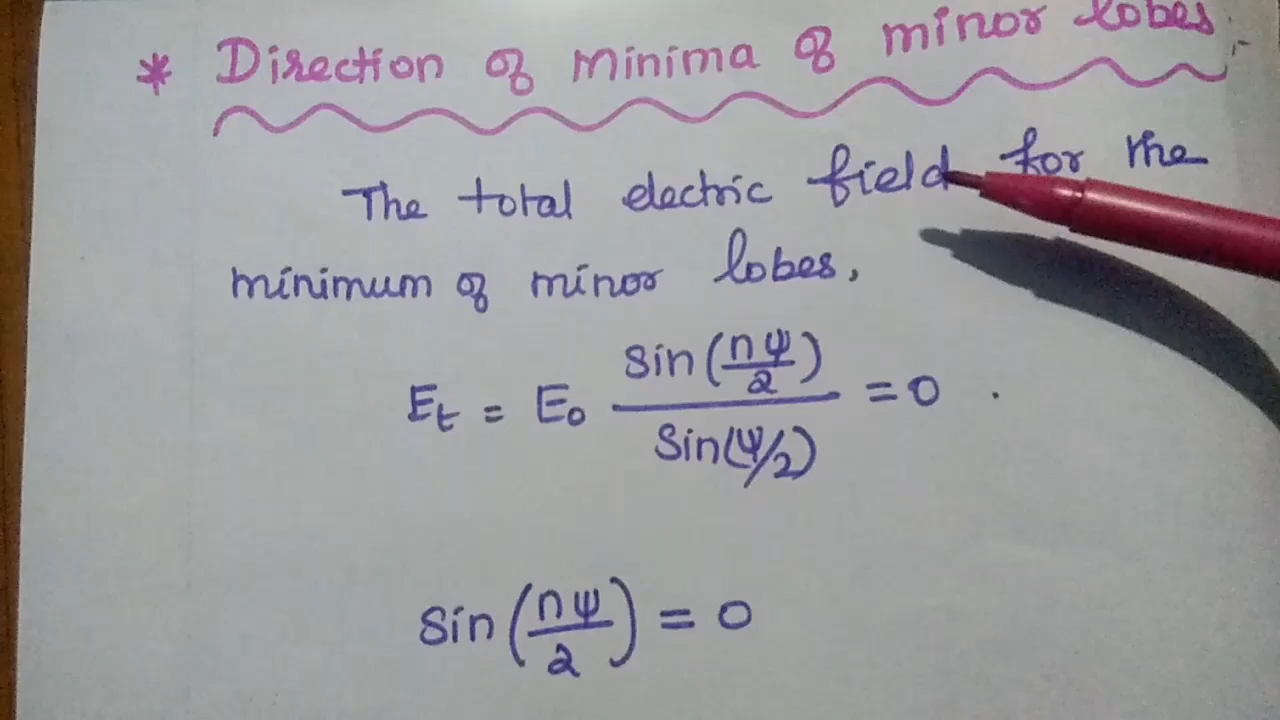 * Direction of minima of minor lobes
The total electric field for the
minimum of minor lobes,
Et = E0 Sin(nψ/2) / Sin(ψ/2) = 0
Sin(nψ/2) = 0